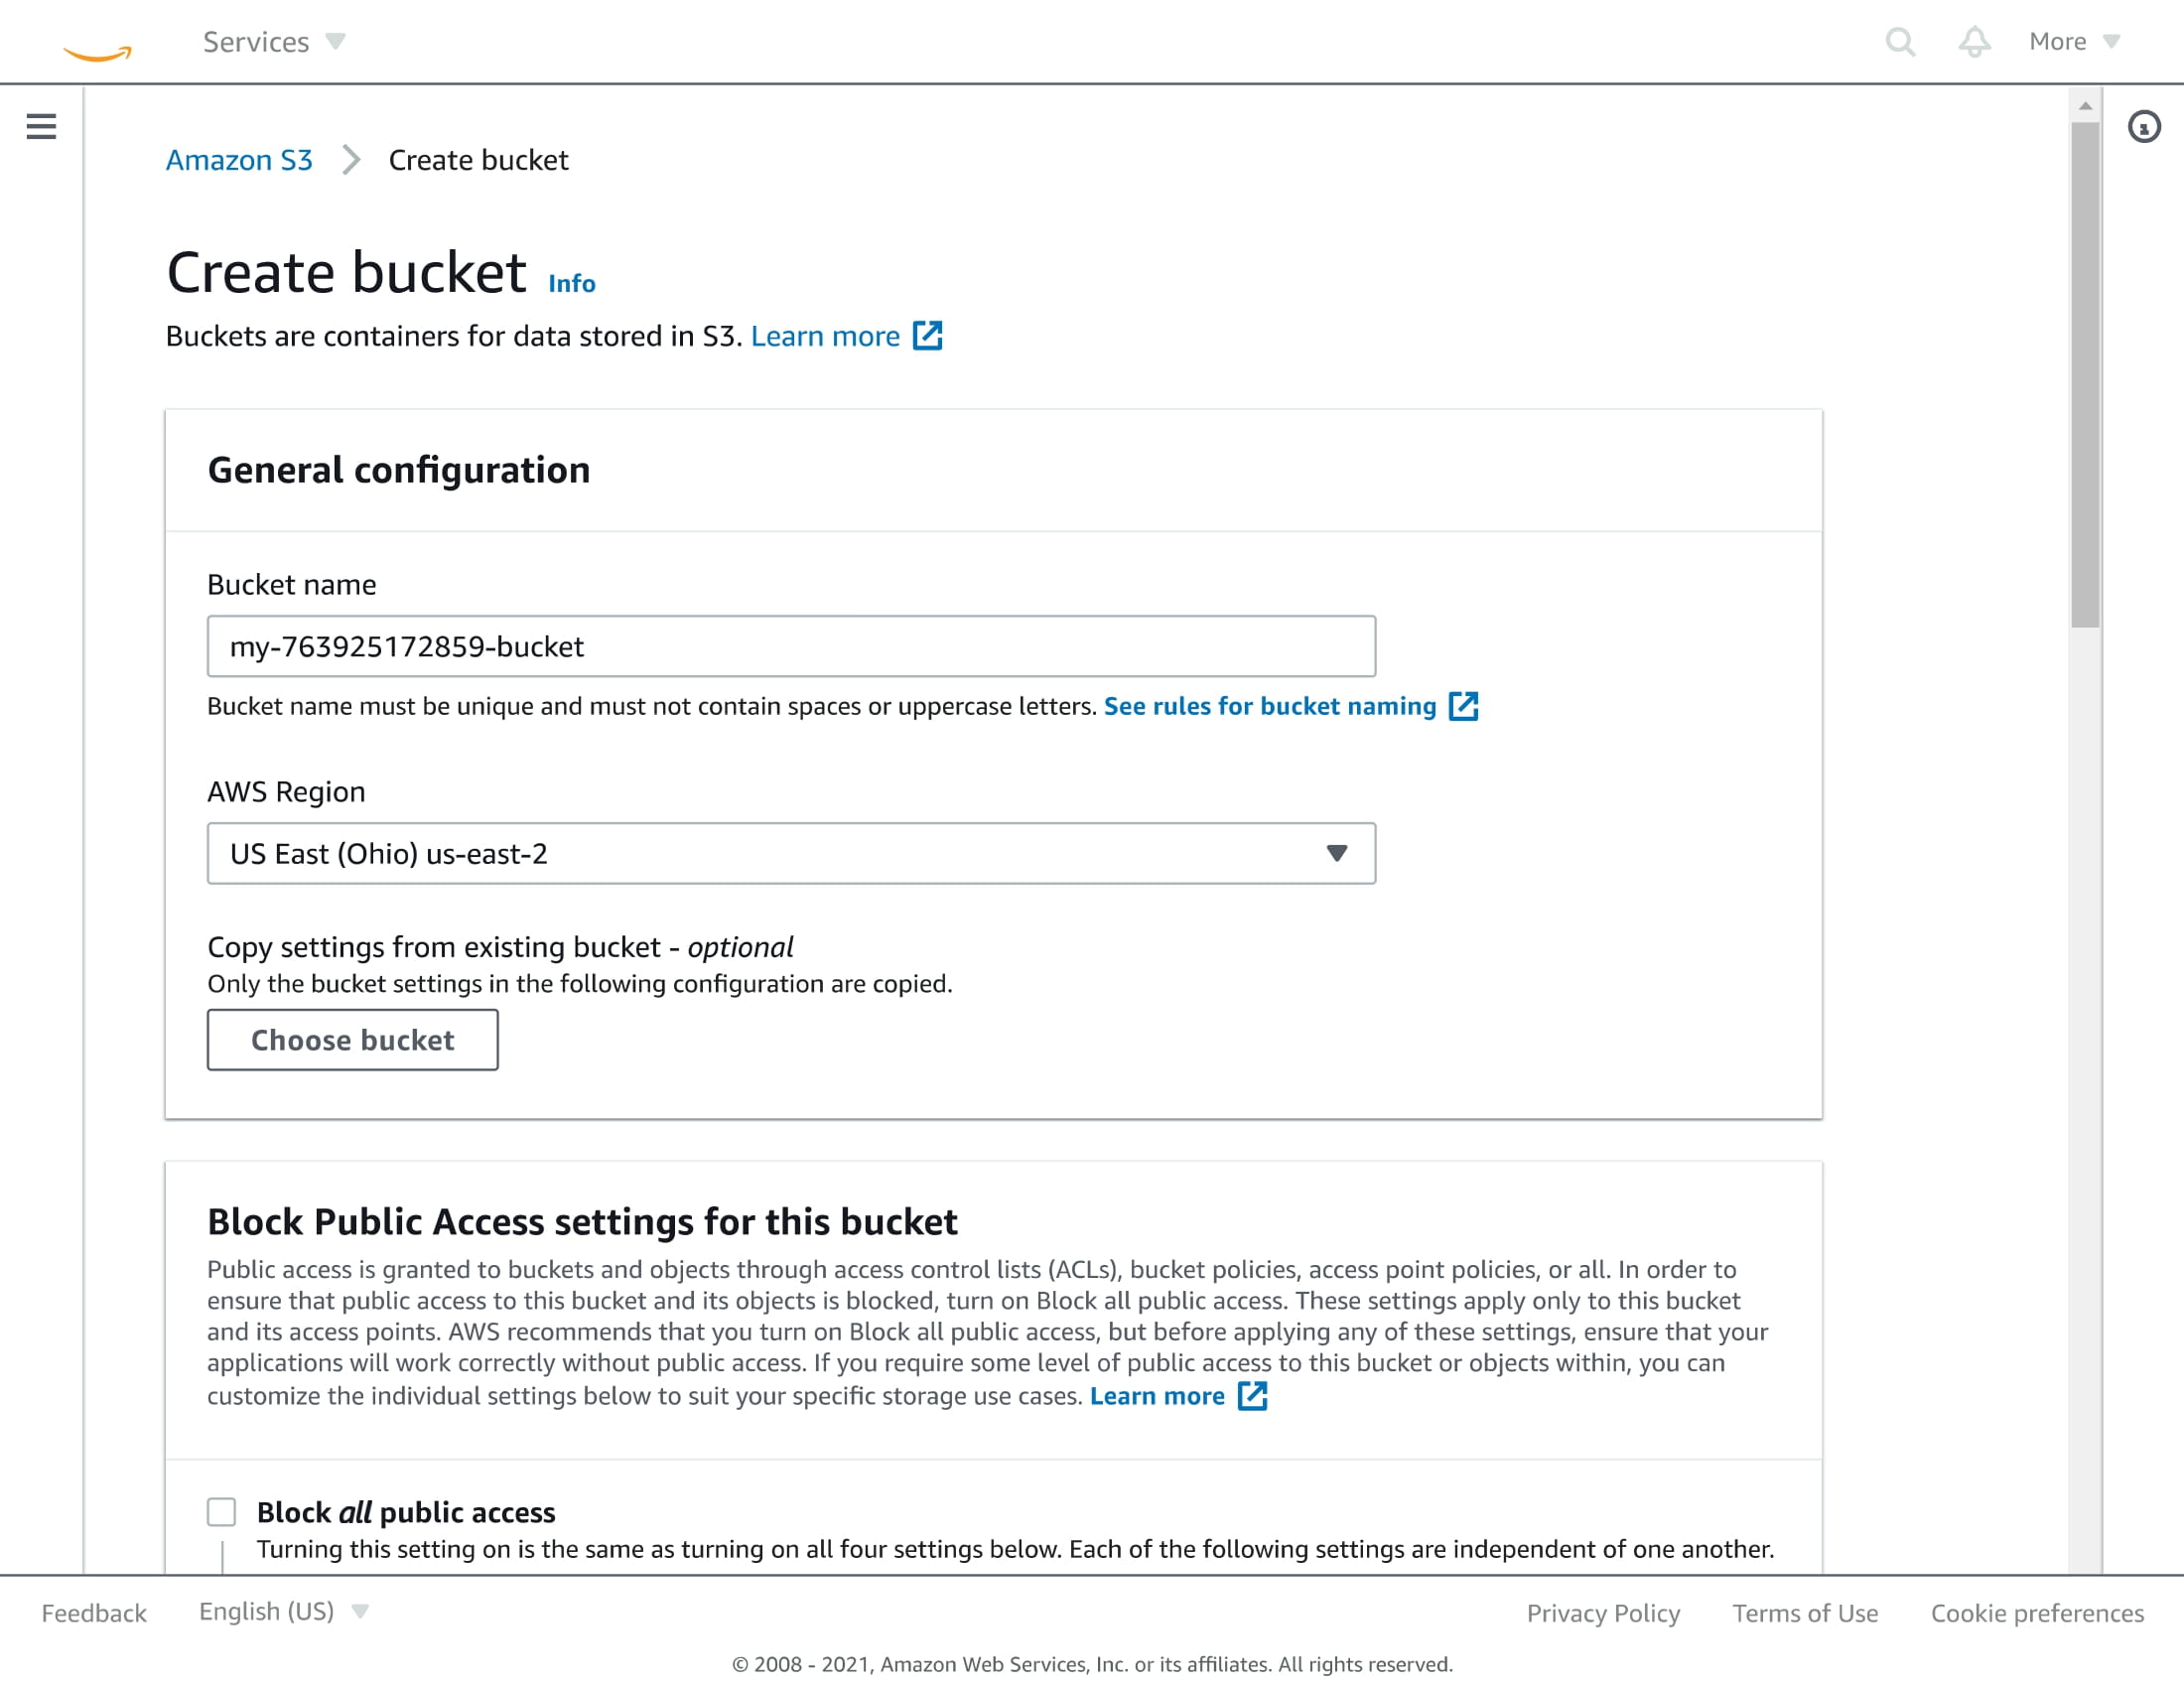 Services
More
Amazon S3 Create bucket
Create bucket Info
Buckets are containers for data stored in S3. Learn more
General configuration
Bucket name
my-763925172859-bucket
Bucket name must be unique and must not contain spaces or uppercase letters. See rules for bucket naming
AWS Region
US East (Ohio) us-east-2
Copy settings from existing bucket - optional
Only the bucket settings in the following configuration are copied.
Choose bucket
Block Public Access settings for this bucket
Public access is granted to buckets and objects through access control lists (ACLs), bucket policies, access point policies, or all. In order to
ensure that public access to this bucket and its objects is blocked, turn on Block all public access. These settings apply only to this bucket
and its access points. AWS recommends that you turn on Block all public access, but before applying any of these settings, ensure that your
applications will work correctly without public access. If you require some level of public access to this bucket or objects within, you can
customize the individual settings below to suit your specific storage use cases. Learn more
Block all public access
Turning this setting on is the same as turning on all four settings below. Each of the following settings are independent of one another.
Feedback
English (US)
Privacy Policy
Terms of Use
Cookie preferences
© 2008 - 2021, Amazon Web Services, Inc. or its affiliates. All rights reserved.